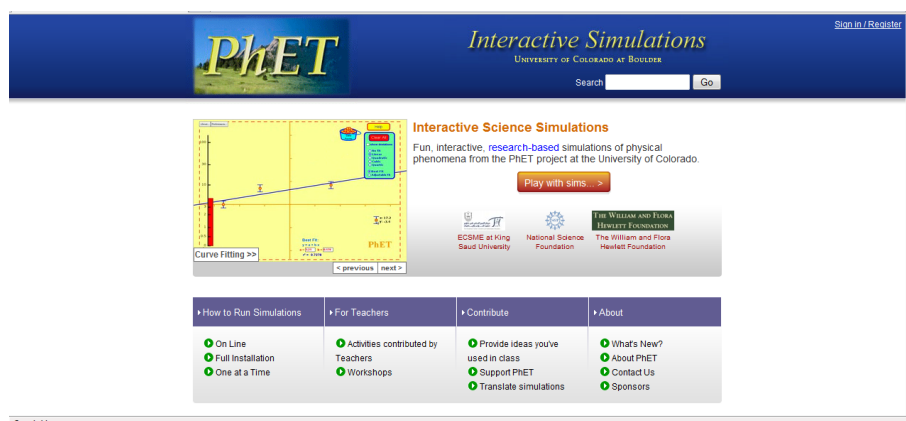 Sign in / Register
PhET
Interactive Simulations
University of Colorado at Boulder
Search
Go
Interactive Science Simulations
Fun, interactive, research-based simulations of physical
phenomena from the PhET project at the University of Colorado.
Play with sims... >
Curve Fitting >>
PhET
< previous
next >
ECSME at King
Saud University
National Science
Foundation
The William and Flora
Hewlett Foundation
The William and Flora
Hewlett Foundation
How to Run Simulations
On Line
Full Installation
One at a Time
For Teachers
Activities contributed by
Teachers
Workshops
Contribute
Provide ideas you've
used in class
Support PhET
Translate simulations
About
What's New?
About PhET
Contact Us
Sponsors